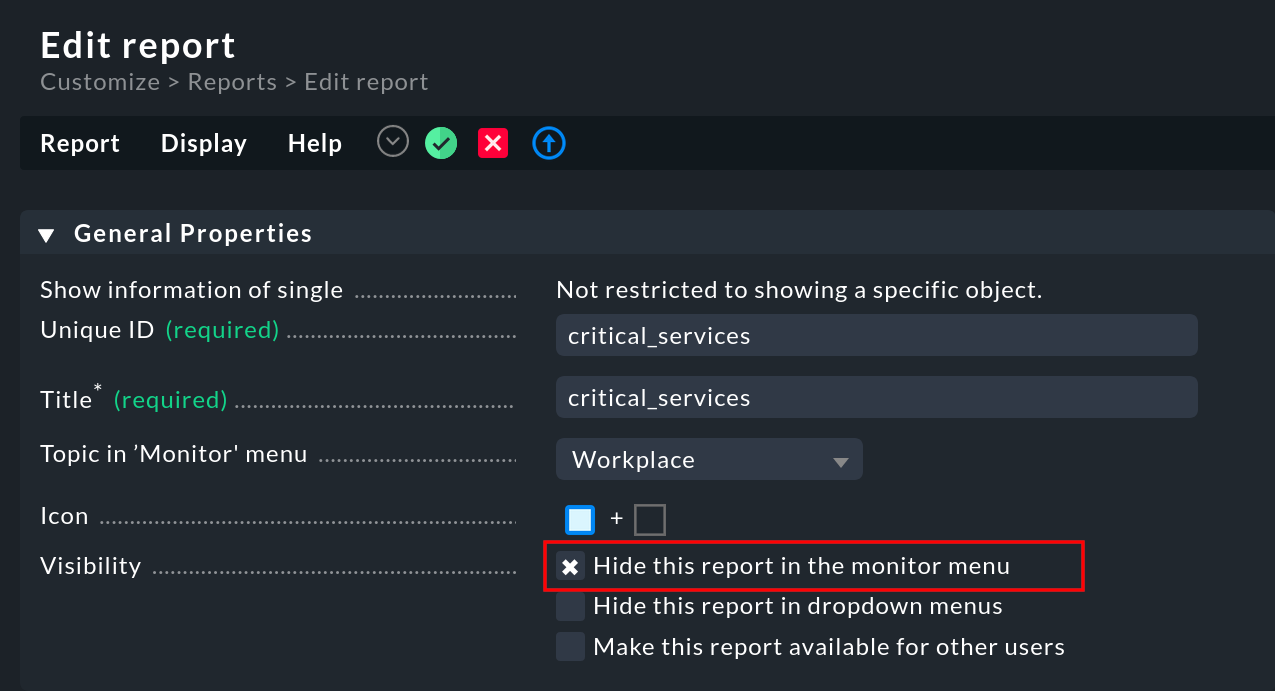 Edit report
Customize > Reports > Edit report
Report Display Help
General Properties
Show information of single Not restricted to showing a specific object.
Unique ID (required) critical_services
Title* (required) critical_services
Topic in ’Monitor' menu Workplace
Icon +
Visibility Hide this report in the monitor menu
Hide this report in dropdown menus
Make this report available for other users